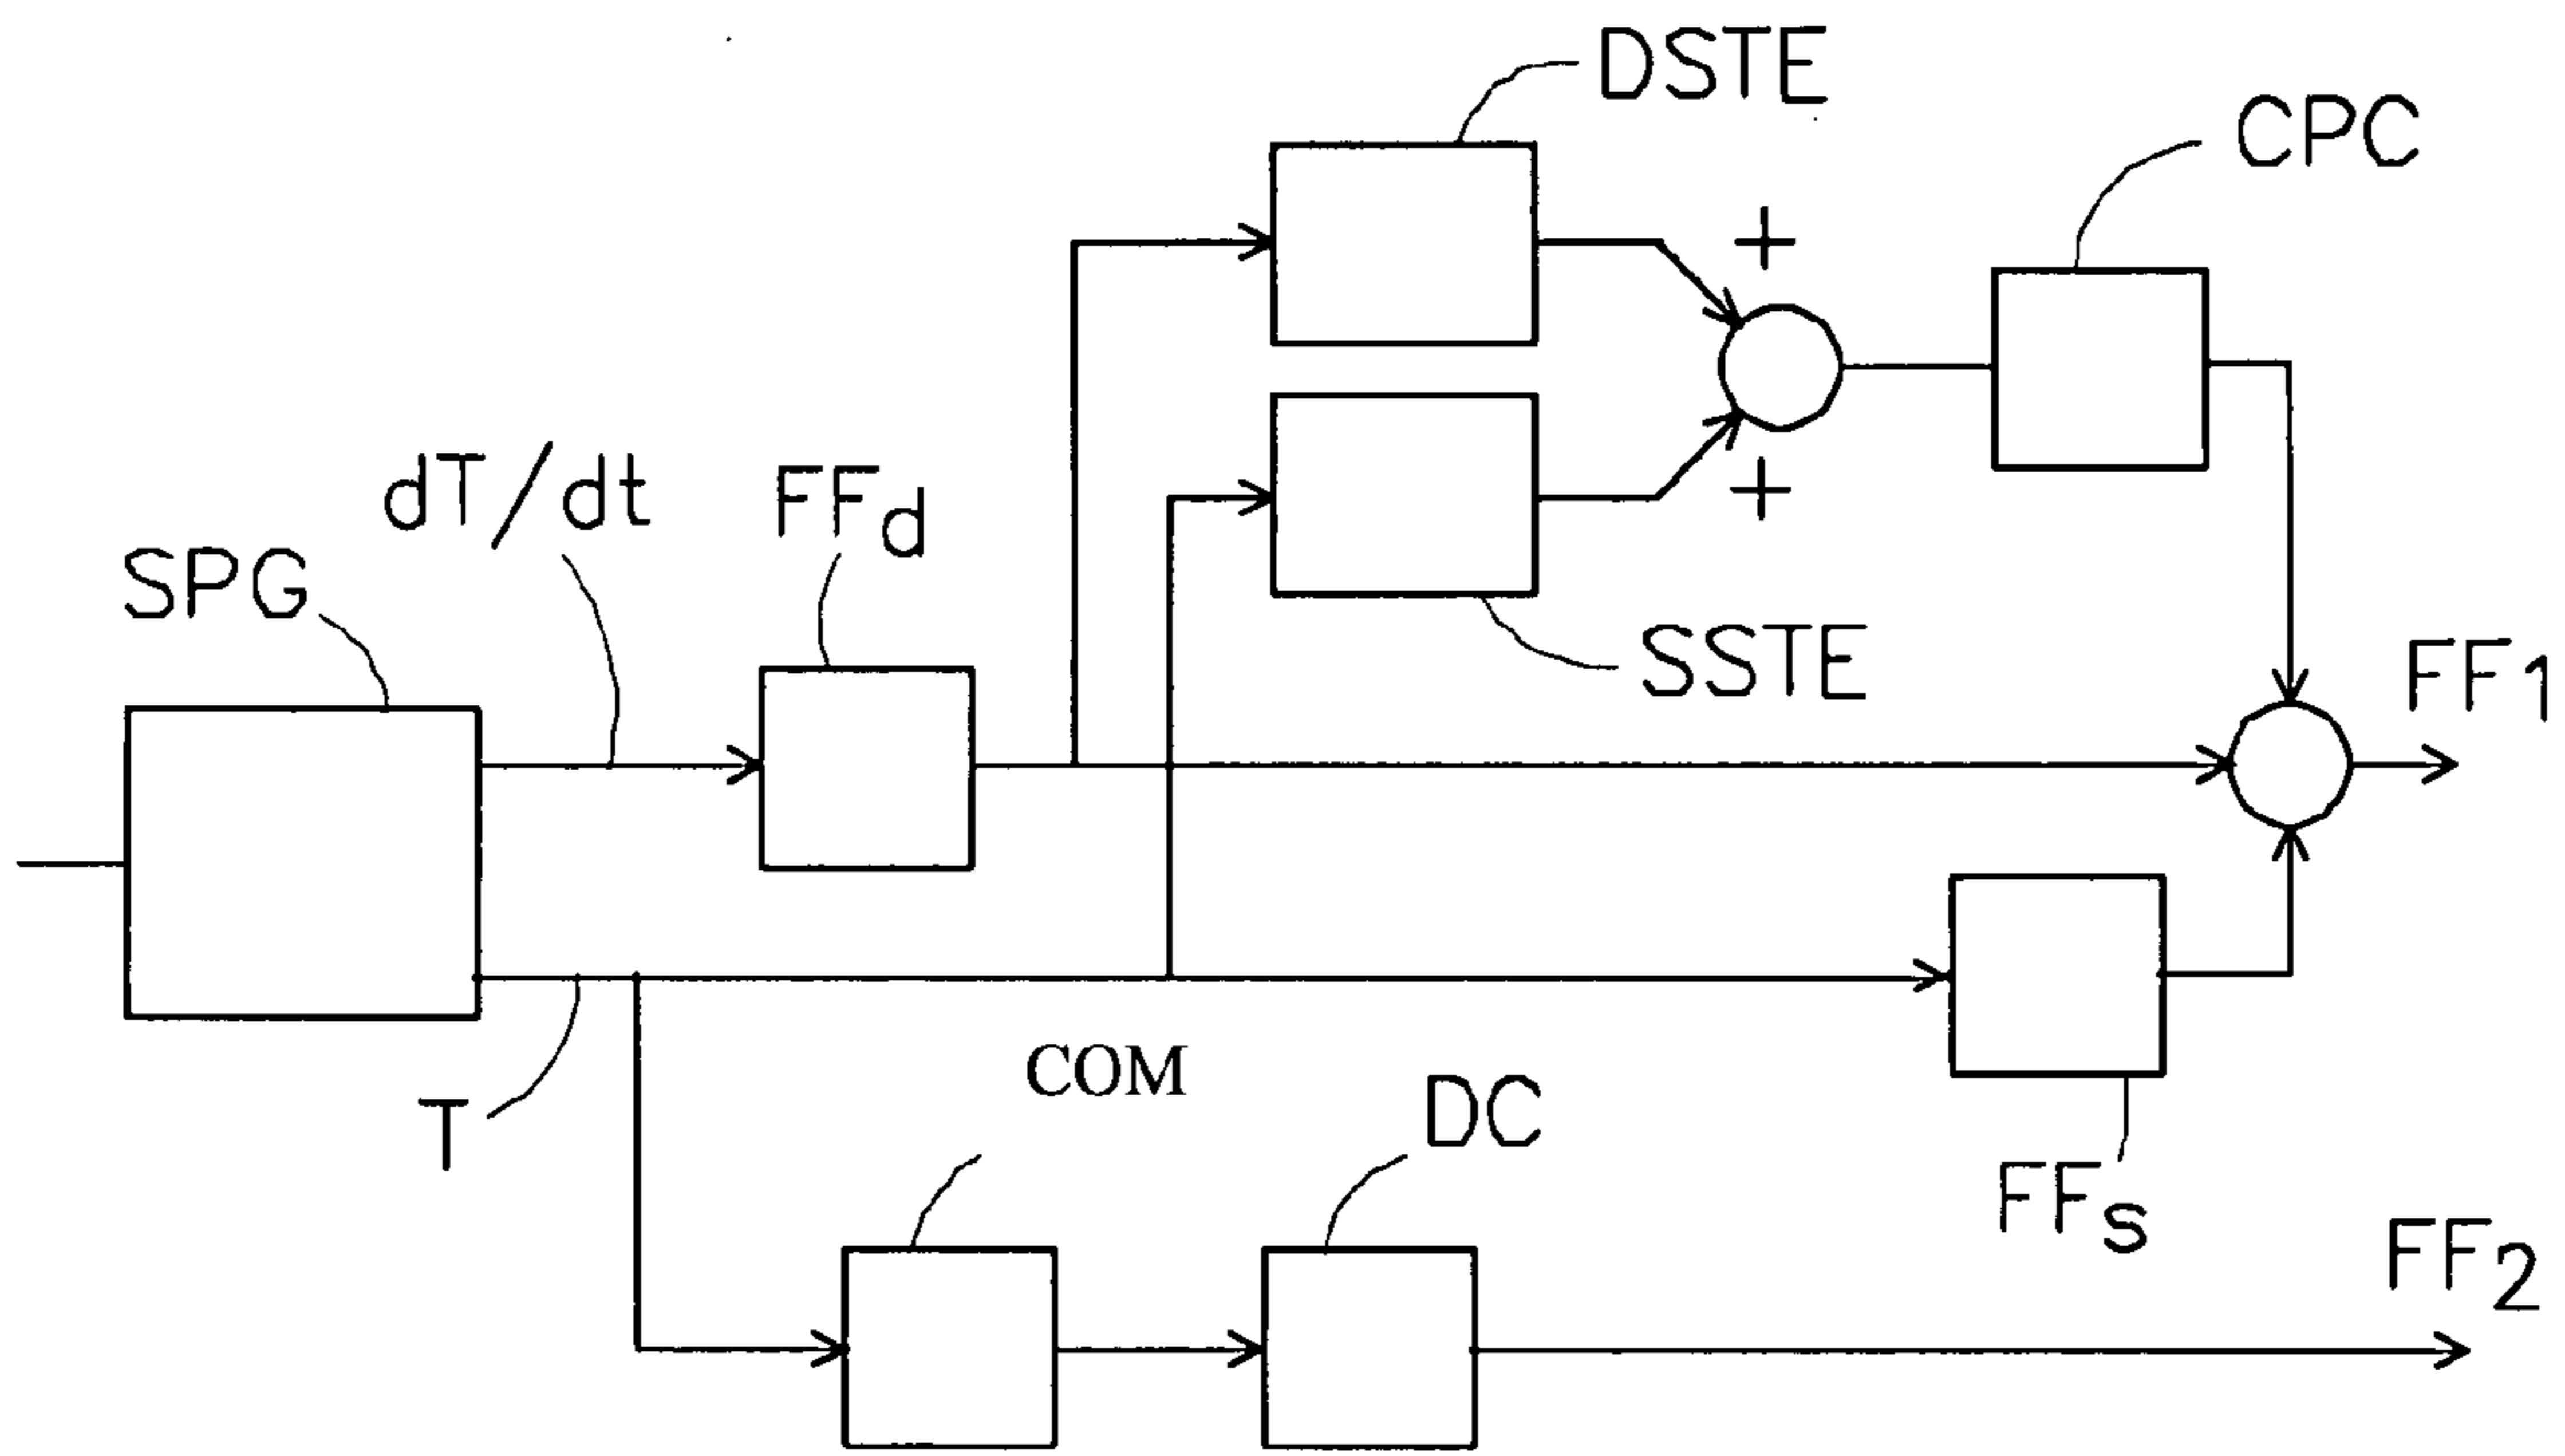 DSTE
CPC
+
dT/dt
FFd
SPG
+
SSTE
FF1
COM
T
DC
FFs
FF2